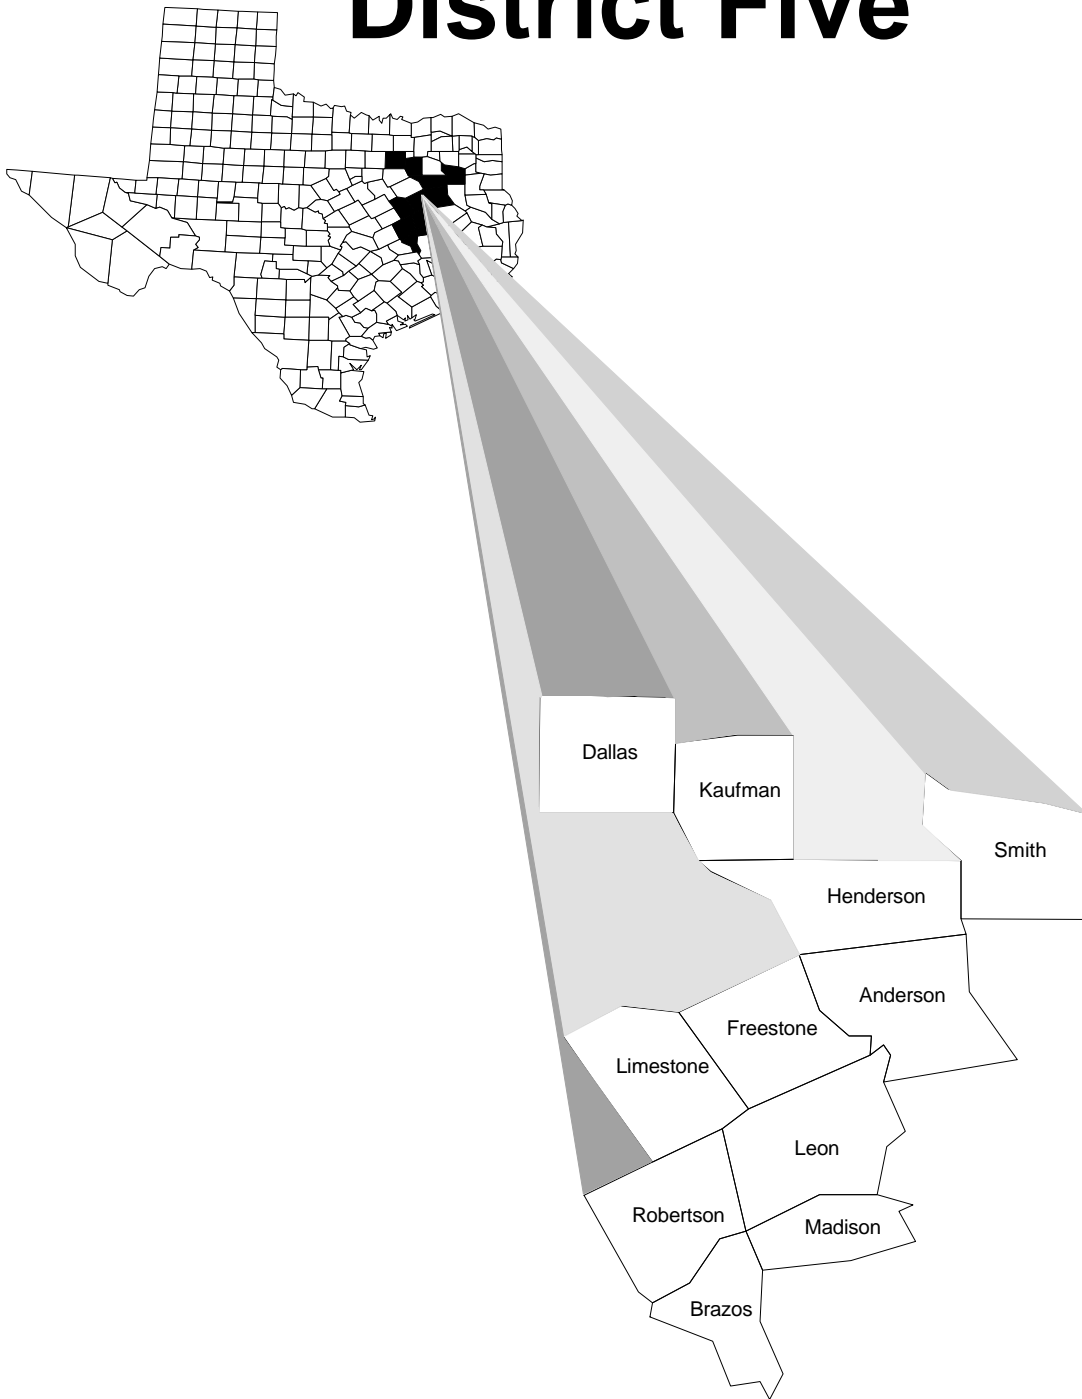 District Five
Dallas
Kaufman
Smith
Henderson
Anderson
Freestone
Limestone
Leon
Robertson
Madison
Brazos